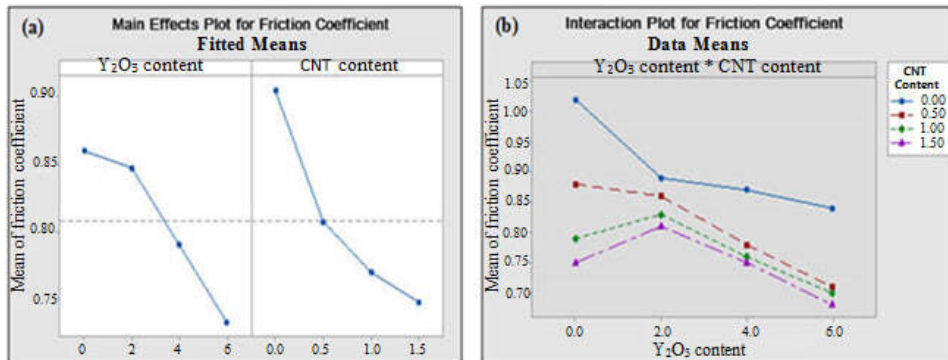 (a)
Main Effects Plot for Friction Coefficient
Fitted Means
Y₂O₃ content
CNT content
Mean of friction coefficient
0.90
0.85
0.80
0.75
0 2 4 6
0.0 0.5 1.0 1.5
(b)
Interaction Plot for Friction Coefficient
Data Means
Y₂O₃ content * CNT content
Mean of friction coefficient
1.05
1.00
0.95
0.90
0.85
0.80
0.75
0.70
0.0 2.0 4.0 6.0
Y₂O₃ content
CNT
Content
0.00
0.50
1.00
1.50